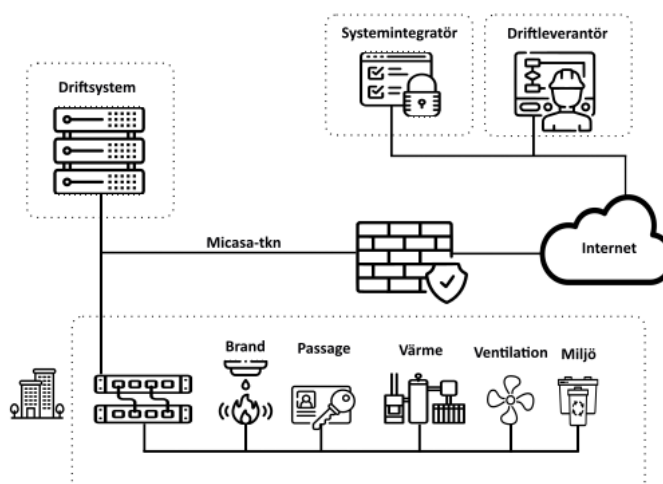 Systemintegratör
Driftleverantör
Driftsystem
Micasa-tkn
Internet
Brand
Passage
Värme
Ventilation
Miljö